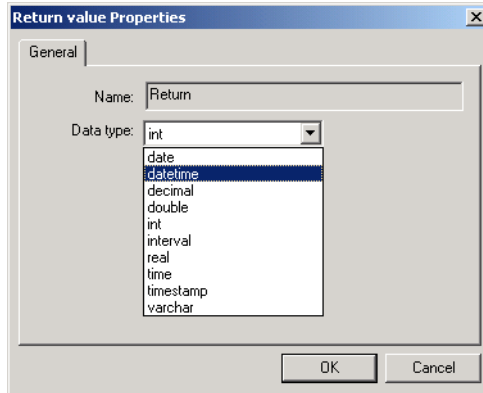 Return value Properties
General
Name: Return
Data type: int
date
datetime
decimal
double
int
interval
real
time
timestamp
varchar
OK Cancel